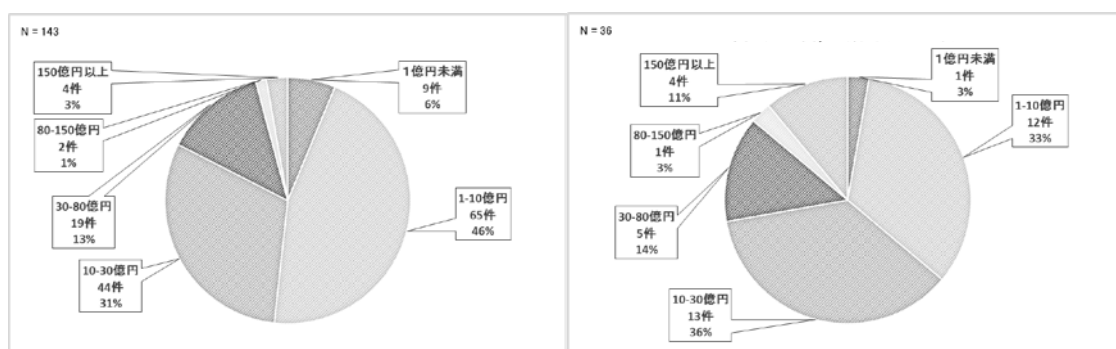 N = 143
150億円以上
4件
3%
1億円未満
9件
6%
80-150億円
2件
1%
30-80億円
19件
13%
1-10億円
65件
46%
10-30億円
44件
31%
N = 36
150億円以上
4件
11%
1億円未満
1件
3%
1-10億円
12件
33%
80-150億円
1件
3%
30-80億円
5件
14%
10-30億円
13件
36%